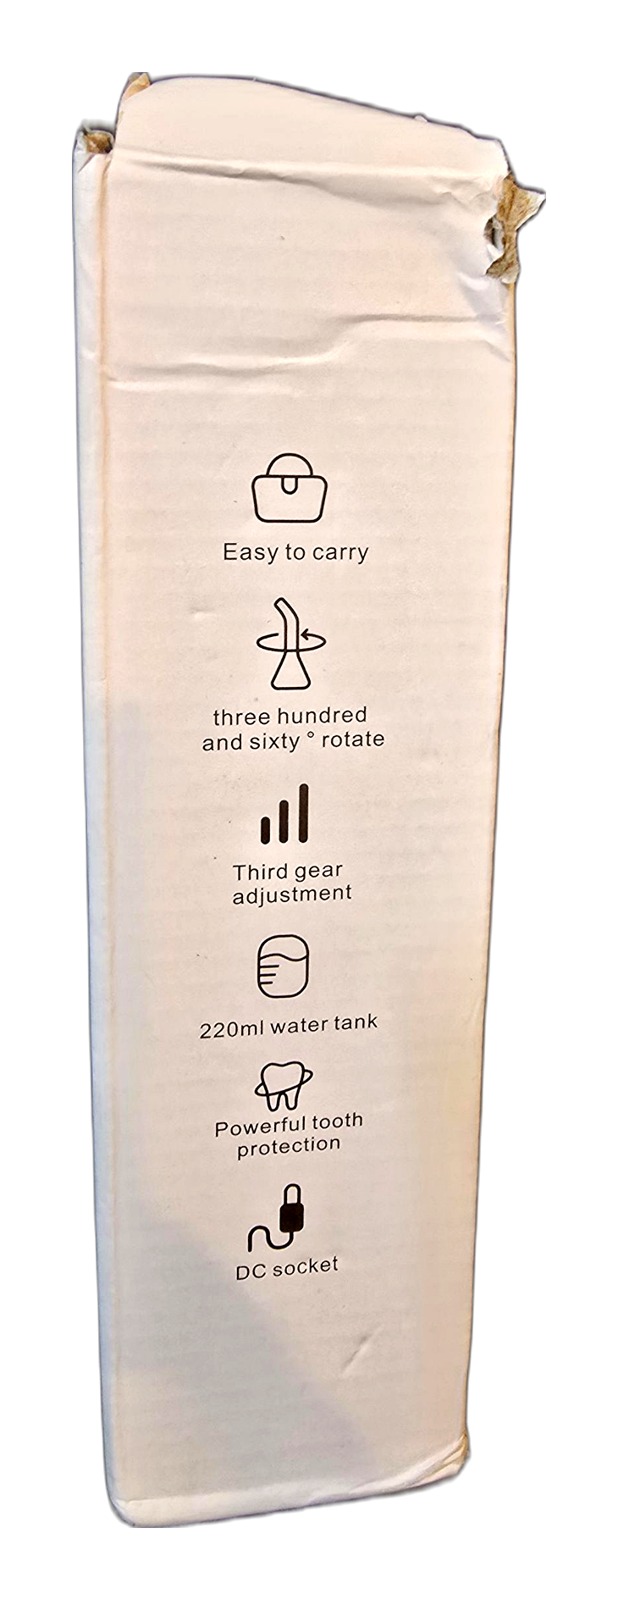 Easy to carry
three hundred
and sixty ° rotate
Third gear
adjustment
220ml water tank
Powerful tooth
protection
DC socket